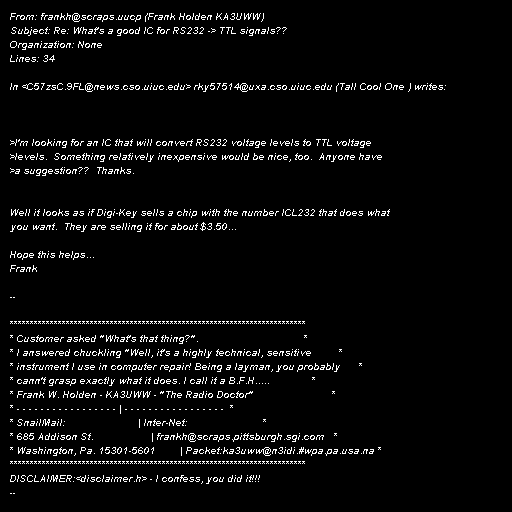 From: frankh@scraps.uucp (Frank Holden KA3UWW)
Subject: Re: What's a good IC for RS232 -> TTL signals??
Organization: None
Lines: 34
In <C57zsC.9FL@news.cso.uiuc.edu> rky57514@uxa.cso.uiuc.edu (Tall Cool One ) writes:
>I'm looking for an IC that will convert RS232 voltage levels to TTL voltage
>levels.  Something relatively inexpensive would be nice, too.  Anyone have
>a suggestion??  Thanks.
Well it looks as if Digi-Key sells a chip with the number ICL232 that does what
you want.  They are selling it for about $3.50...
Hope this helps...
Frank
--
***************************************************************************
* Customer asked "What's that thing?". *
* I answered chuckling "Well, it's a highly technical, sensitive *
* instrument I use in computer repair! Being a layman, you probably *
* cann't grasp exactly what it does. I call it a B.F.H..... *
* Frank W. Holden - KA3UWW - "The Radio Doctor" *
* - - - - - - - - - - - - - - - - - - | - - - - - - - - - - - - - - - - - - *
* SnailMail: | Inter-Net: *
* 685 Addison St. | frankh@scraps.pittsburgh.sgi.com *
* Washington, Pa. 15301-5601 | Packet:ka3uww@n3idi.#wpa.pa.usa.na *
***************************************************************************
DISCLAIMER:<disclaimer.h> - I confess, you did it!!!
--